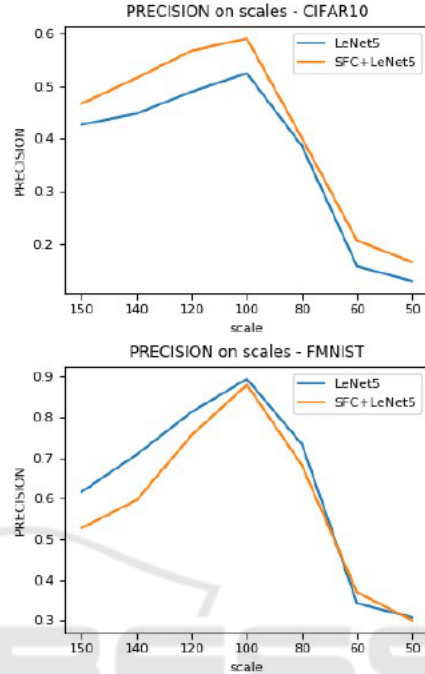 PRECISION on scales - CIFAR10
0.6
0.5
0.4
0.3
0.2
PRECISION
LeNet5
SFC+LeNet5
150 140 120 100 80 60 50
scale
PRECISION on scales - FMNIST
0.9
0.8
0.7
0.6
0.5
0.4
0.3
PRECISION
LeNet5
SFC+LeNet5
150 140 120 100 80 60 50
scale